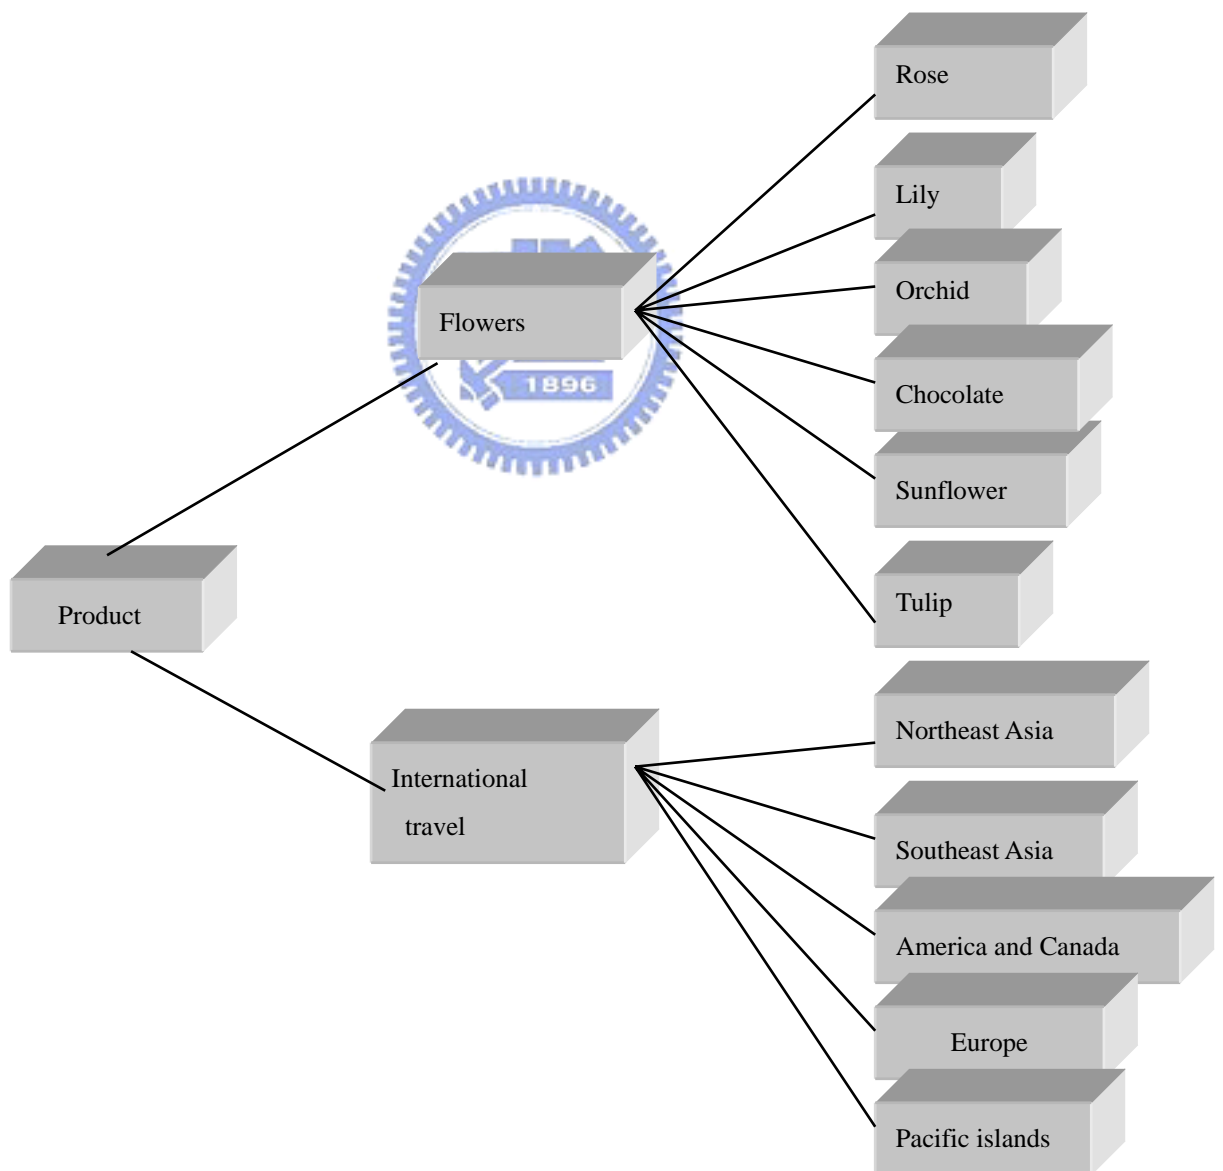 Rose
Lily
Orchid
Flowers
1896
Chocolate
Sunflower
Tulip
Product
Northeast Asia
International
travel
Southeast Asia
America and Canada
Europe
Pacific islands